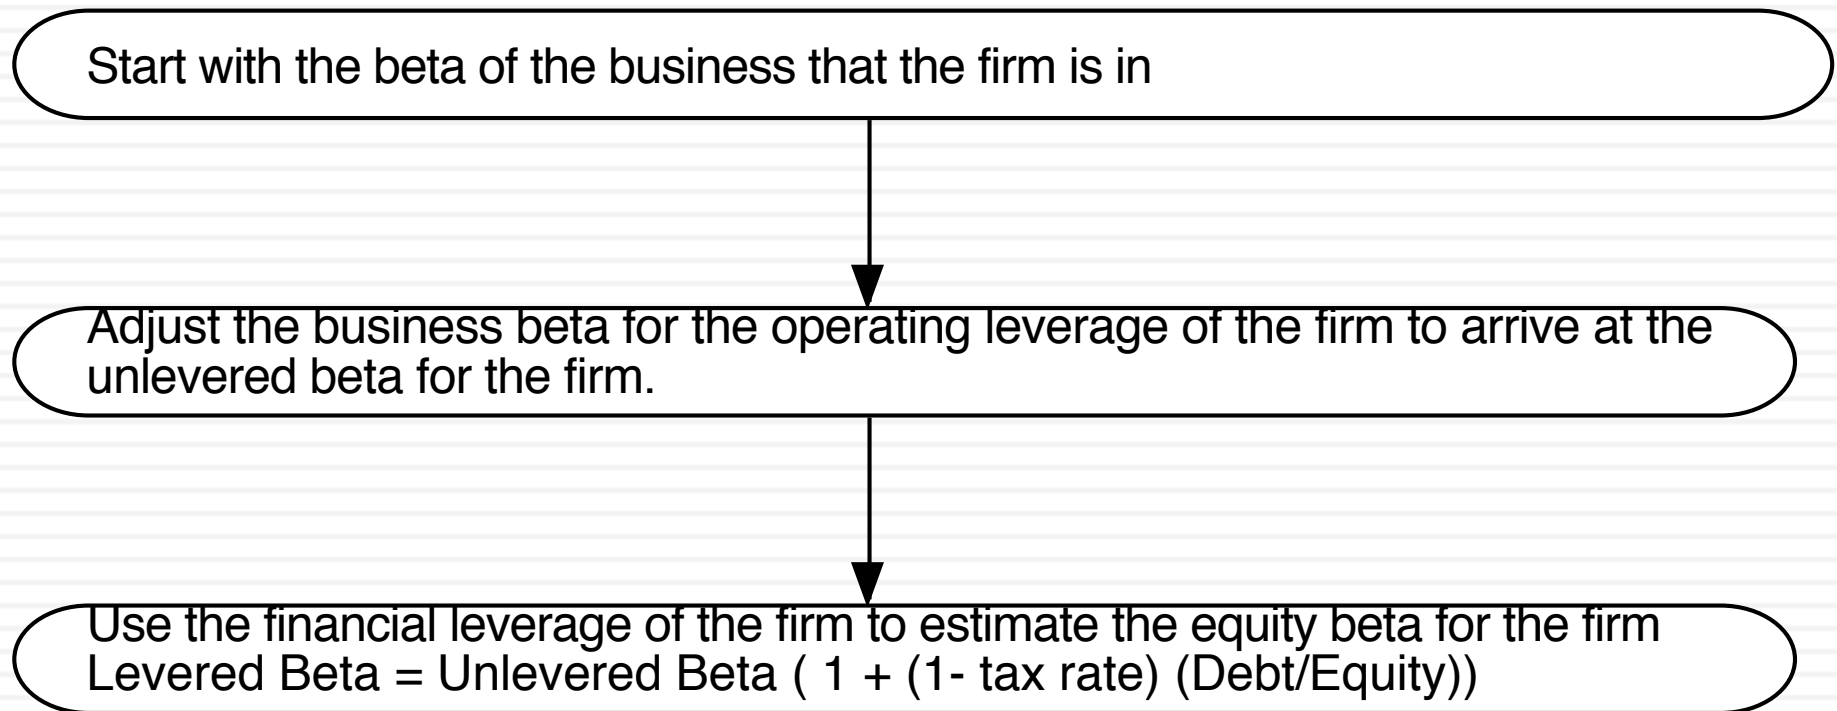 Start with the beta of the business that the firm is in
Adjust the business beta for the operating leverage of the firm to arrive at the
unlevered beta for the firm.
Use the financial leverage of the firm to estimate the equity beta for the firm
Levered Beta = Unlevered Beta ( 1 + (1- tax rate) (Debt/Equity))